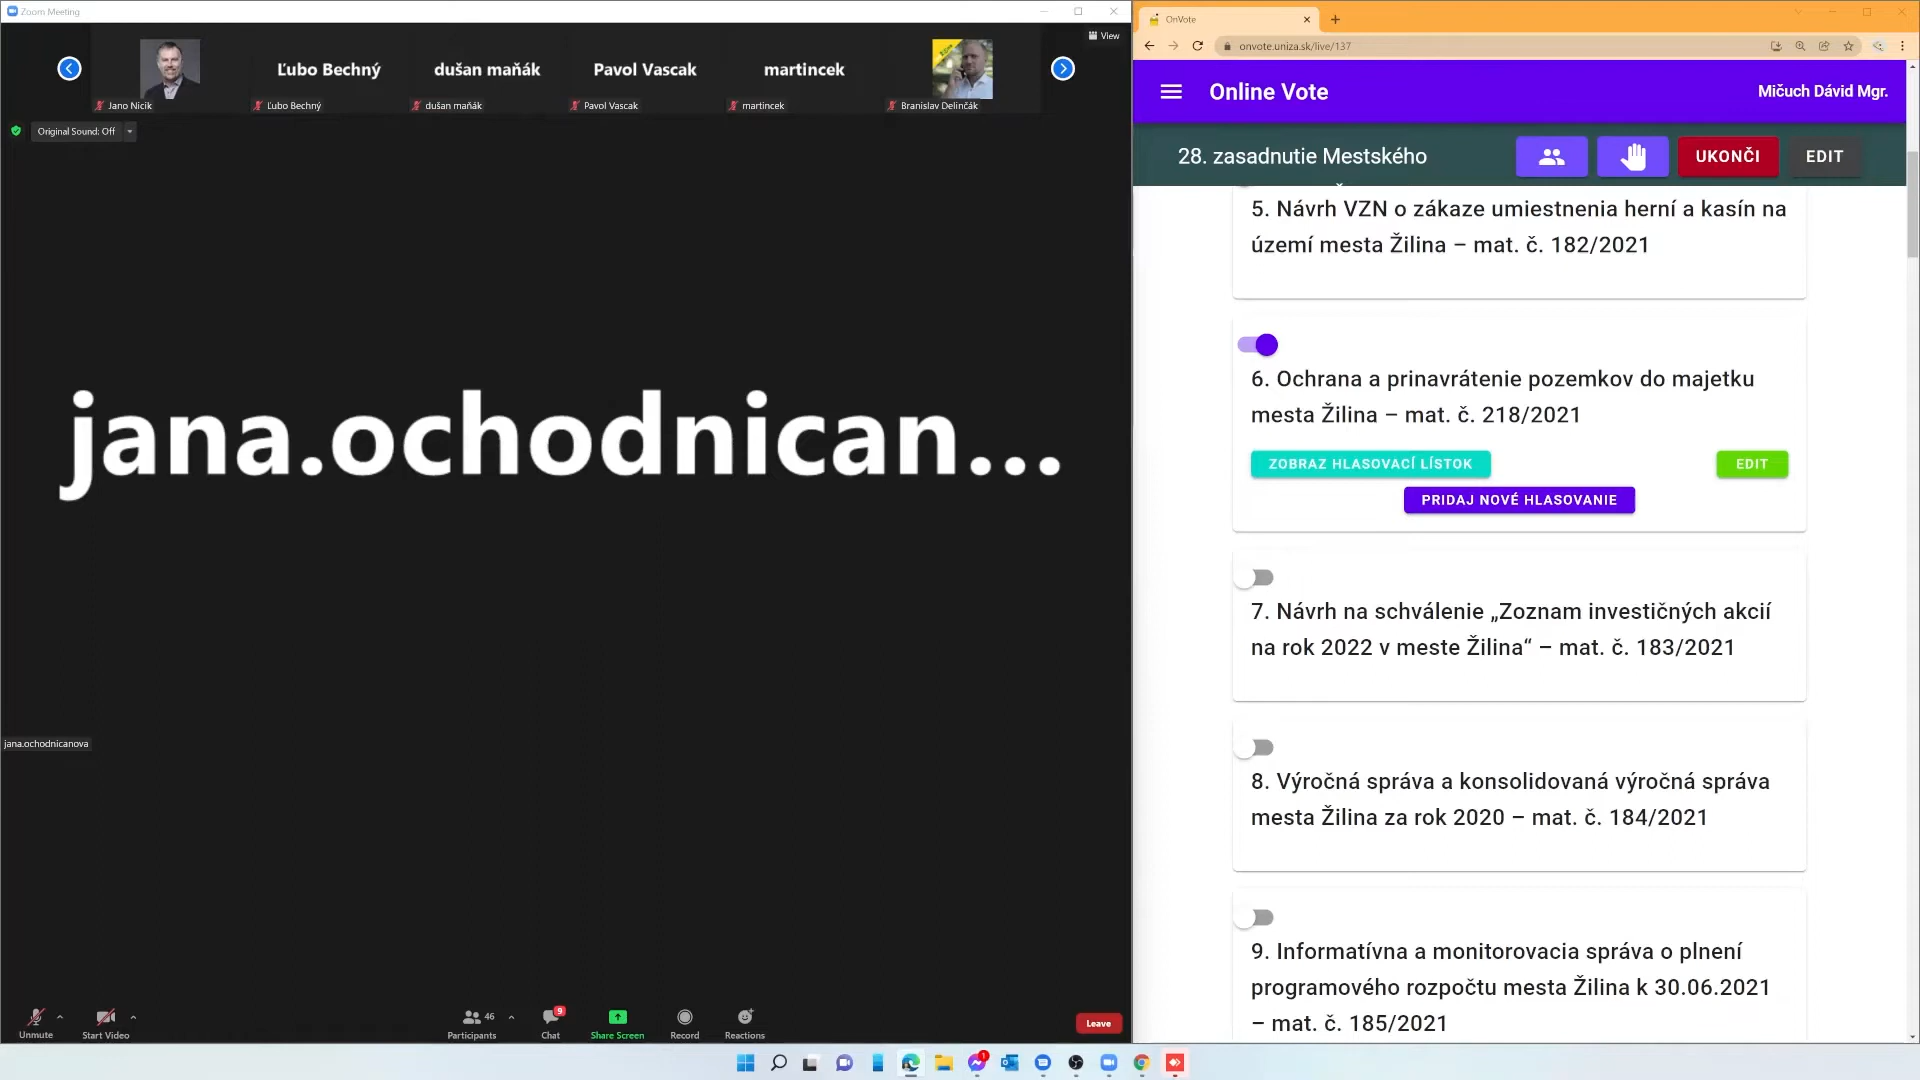 Zoom Meeting
View
Ľubo Bechný
dušan maňák
Pavol Vascak
martincek
Jano Nicik
Ľubo Bechný
dušan maňák
Pavol Vascak
martincek
Branislav Delinčák
Original Sound: Off
jana.ochodnican...
jana.ochodnicanova
Unmute
Start Video
46
Participants
9
Chat
Share Screen
Record
Reactions
Leave
OnVote
onvote.uniza.sk/live/137
Online Vote
Mičuch Dávid Mgr.
28. zasadnutie Mestského
UKONČI
EDIT
5. Návrh VZN o zákaze umiestnenia herní a kasín na
území mesta Žilina – mat. č. 182/2021
6. Ochrana a prinavrátenie pozemkov do majetku
mesta Žilina – mat. č. 218/2021
ZOBRAZ HLASOVACÍ LÍSTOK
EDIT
PRIDAJ NOVÉ HLASOVANIE
7. Návrh na schválenie „Zoznam investičných akcií
na rok 2022 v meste Žilina“ – mat. č. 183/2021
8. Výročná správa a konsolidovaná výročná správa
mesta Žilina za rok 2020 – mat. č. 184/2021
9. Informatívna a monitorovacia správa o plnení
programového rozpočtu mesta Žilina k 30.06.2021
– mat. č. 185/2021
1